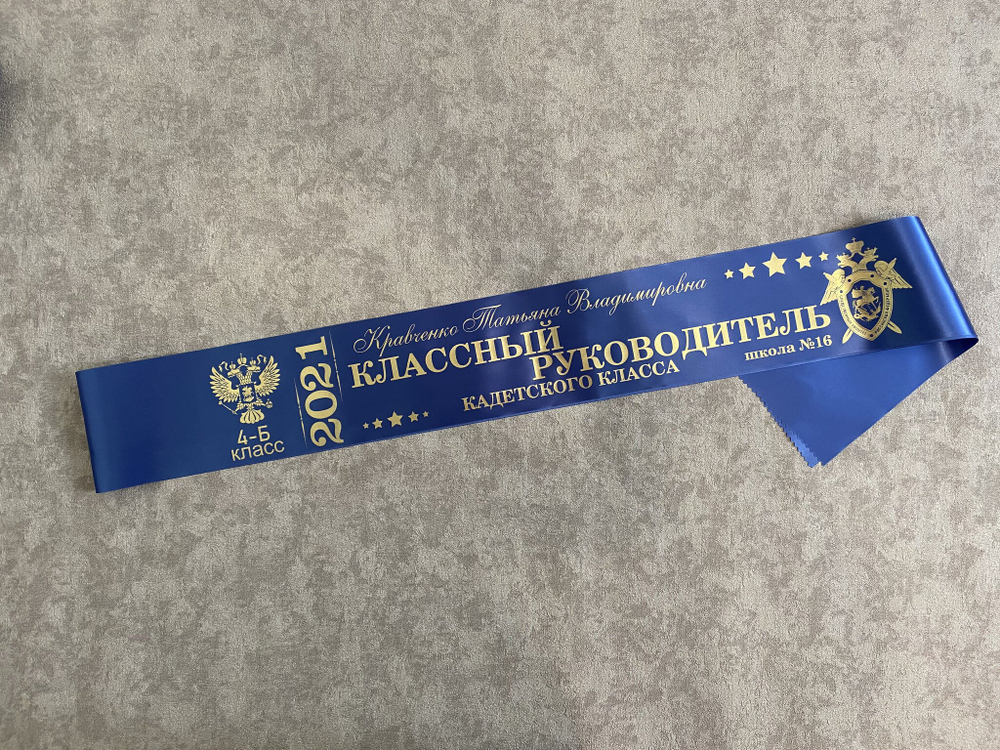 4-Б
класс
2021
Кравченко Татьяна Владимировна
КЛАССНЫЙ
РУКОВОДИТЕЛЬ
КАДЕТСКОГО КЛАССА
школа №16